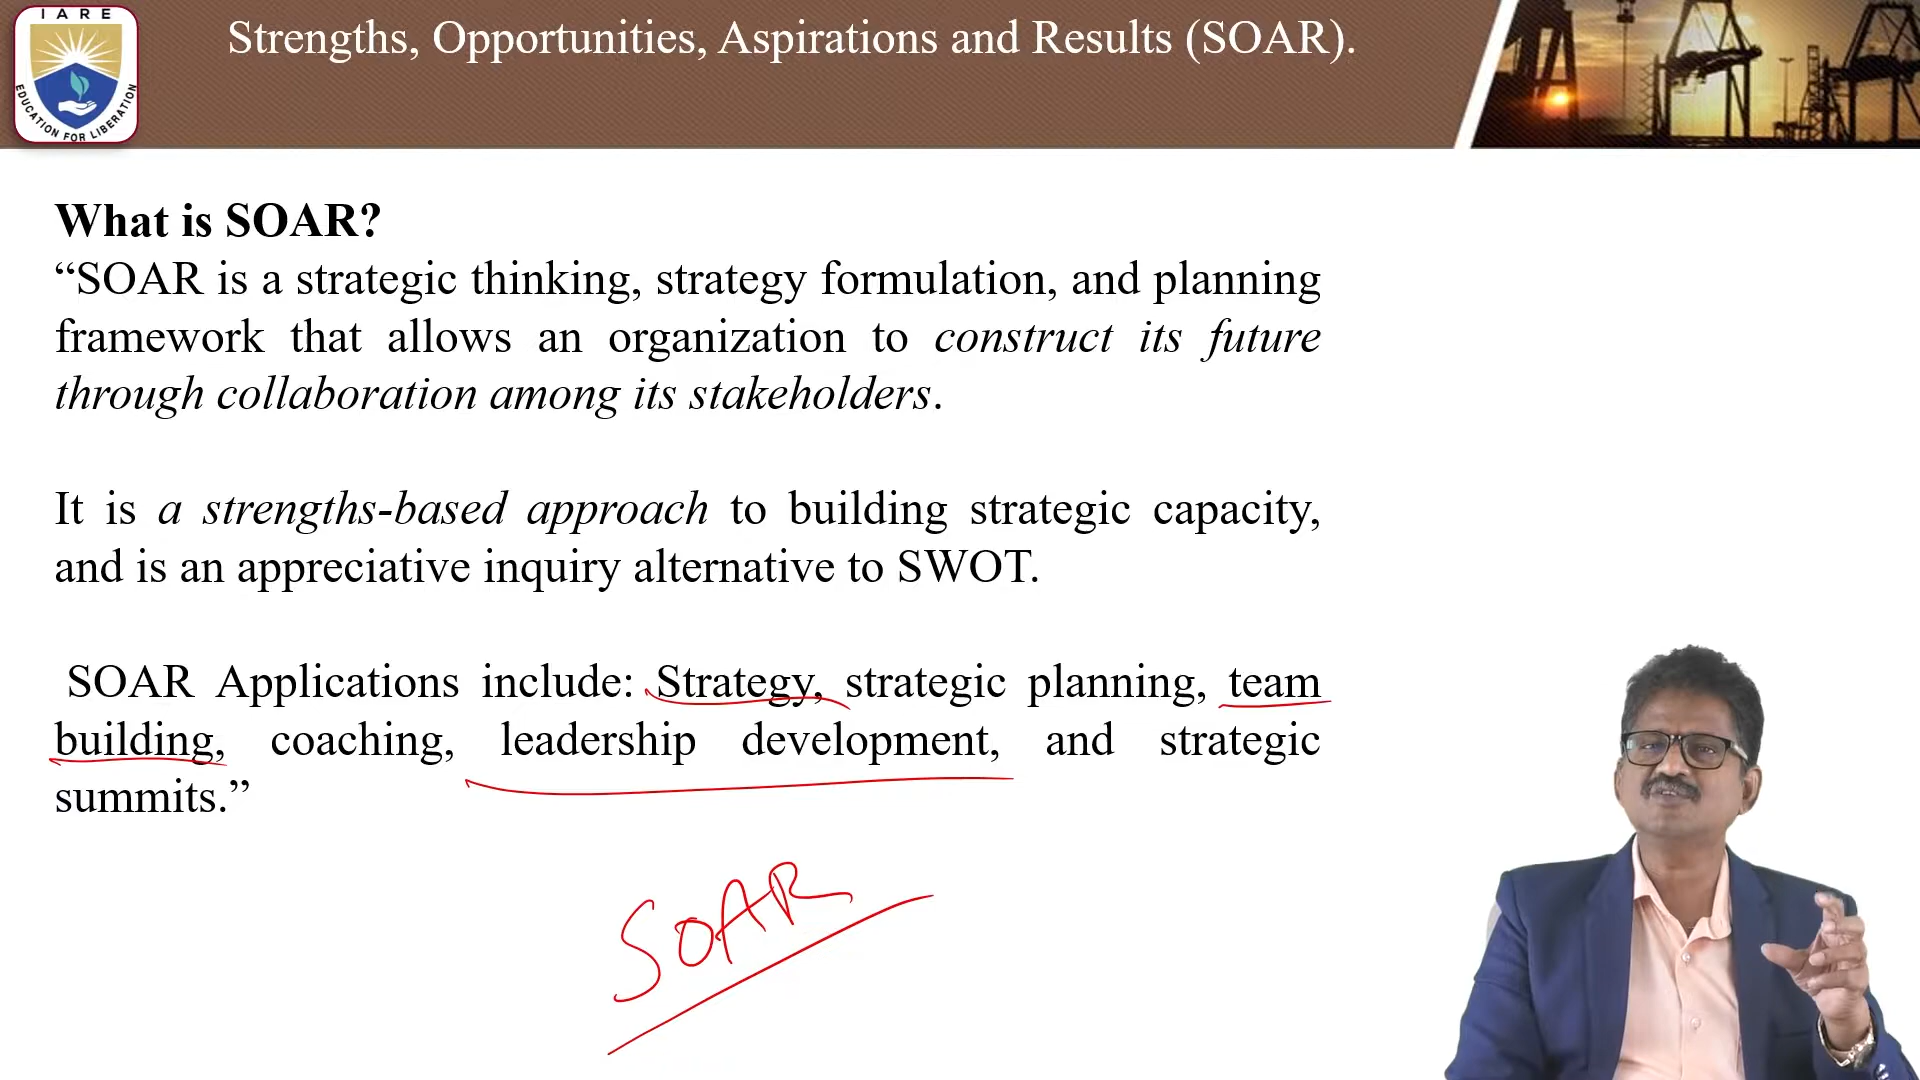 IARE
EDUCATION FOR LIBERATION
Strengths, Opportunities, Aspirations and Results (SOAR).
What is SOAR?
“SOAR is a strategic thinking, strategy formulation, and planning
framework that allows an organization to construct its future
through collaboration among its stakeholders.
It is a strengths-based approach to building strategic capacity,
and is an appreciative inquiry alternative to SWOT.
SOAR Applications include: Strategy, strategic planning, team
building, coaching, leadership development, and strategic
summits.”
SOAR